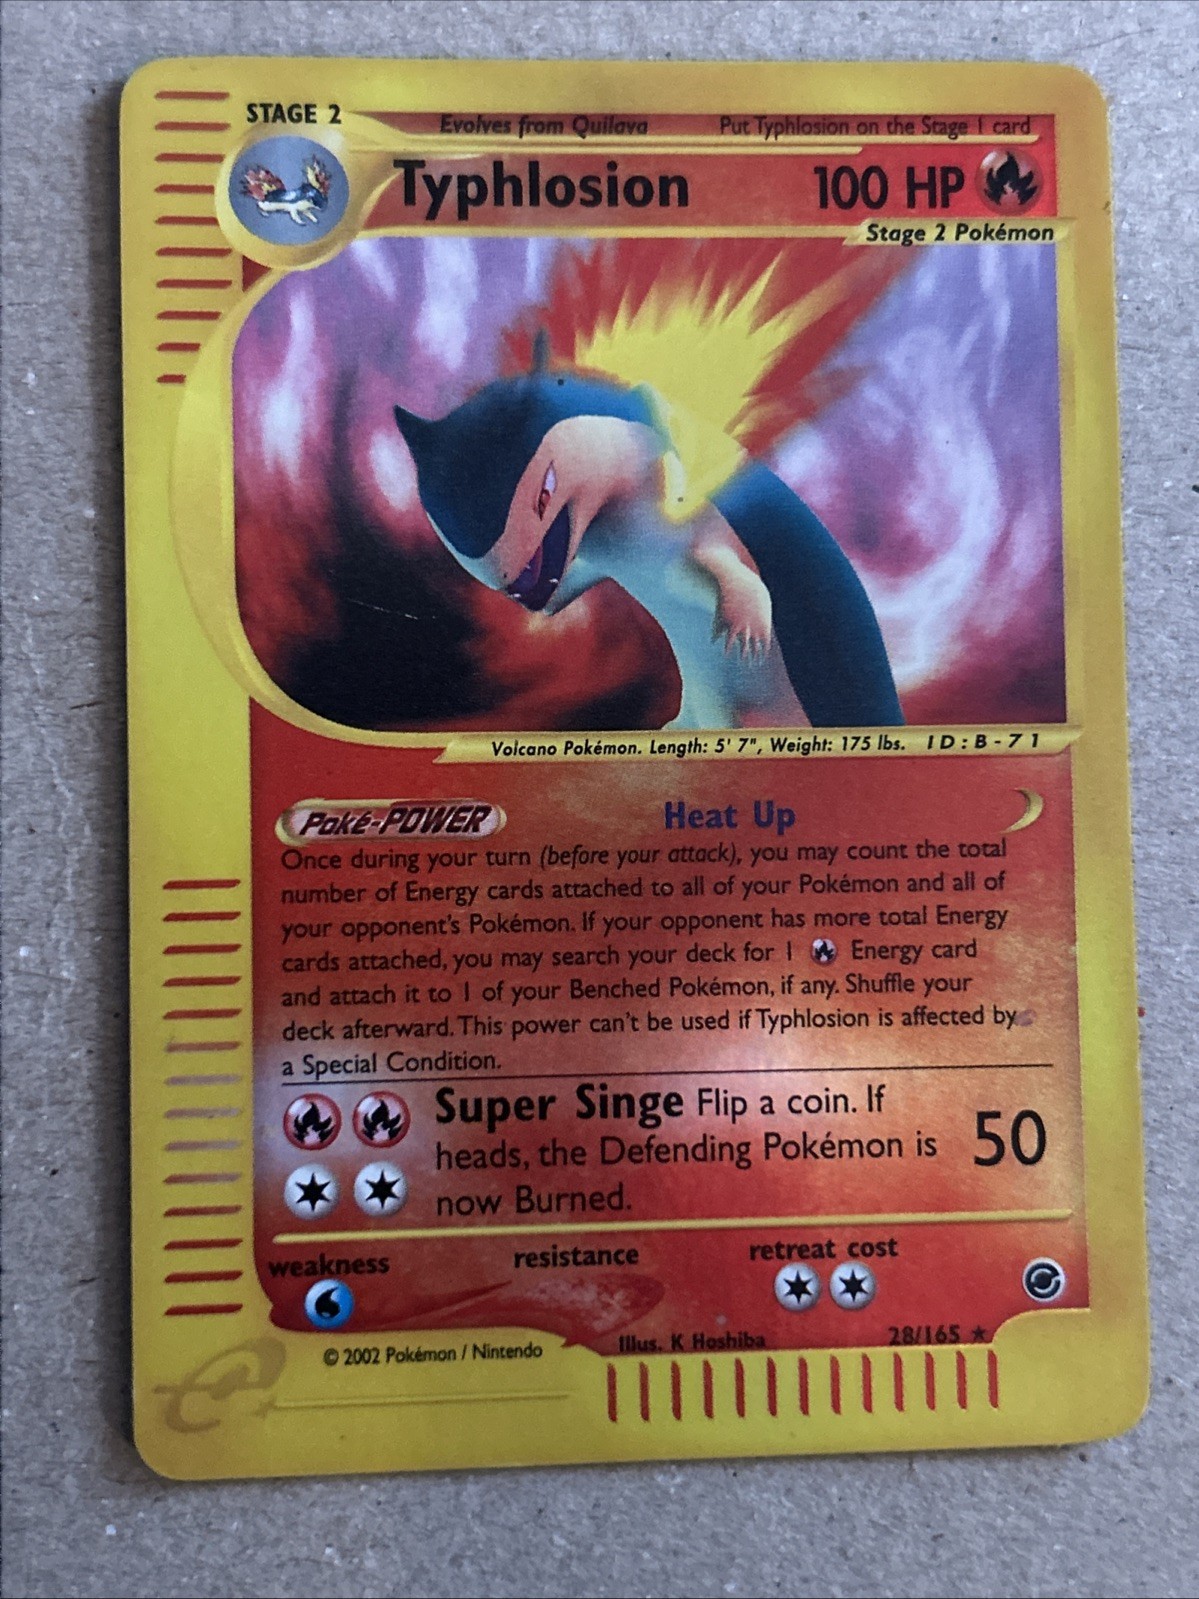 STAGE 2
Evolves from Quilava
Put Typhlosion on the Stage 1 card
Typhlosion
100 HP
Stage 2 Pokémon
Volcano Pokémon. Length: 5' 7", Weight: 175 lbs. ID:B-71
Poké-POWER
Heat Up
Once during your turn (before your attack), you may count the total
number of Energy cards attached to all of your Pokémon and all of
your opponent's Pokémon. If your opponent has more total Energy
cards attached, you may search your deck for 1 Energy card
and attach it to 1 of your Benched Pokémon, if any. Shuffle your
deck afterward. This power can't be used if Typhlosion is affected by
a Special Condition.
Super Singe Flip a coin. If
heads, the Defending Pokémon is
now Burned.
50
weakness
resistance
retreat cost
Illus. K Hoshiba
28/165 ★
© 2002 Pokémon / Nintendo
e